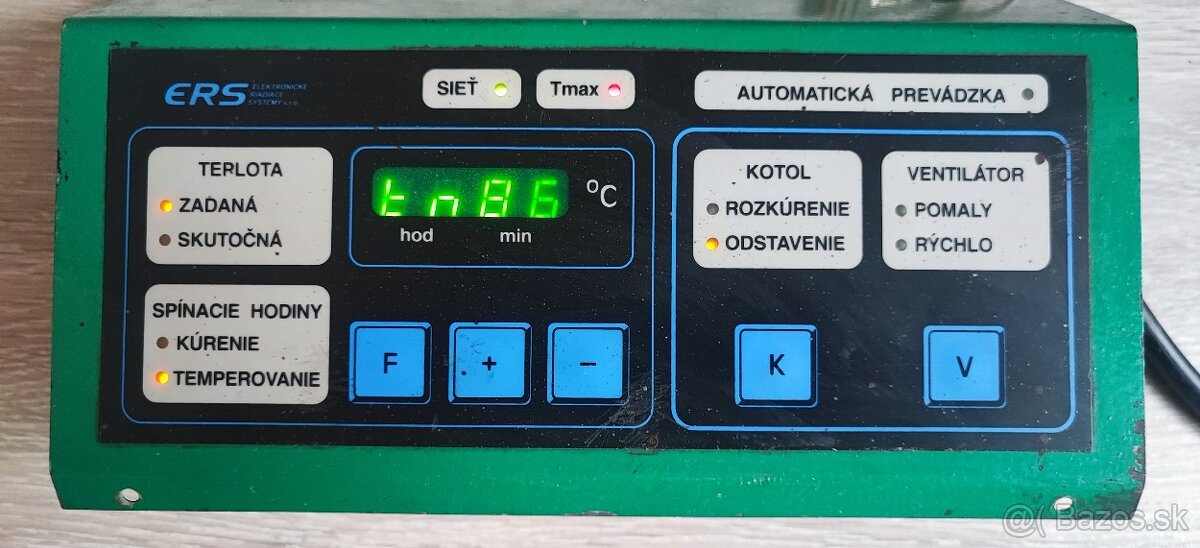 ERS ELEKTRONICKÉ
RIADIACE
SYSTÉMY s.r.o.
SIEŤ
Tmax
AUTOMATICKÁ PREVÁDZKA
TEPLOTA
ZADANÁ
SKUTOČNÁ
°C
hod min
KOTOL
ROZKÚRENIE
ODSTAVENIE
VENTILÁTOR
POMALY
RÝCHLO
SPÍNACIE HODINY
KÚRENIE
TEMPEROVANIE
F + −
K V
@( Bazos.sk